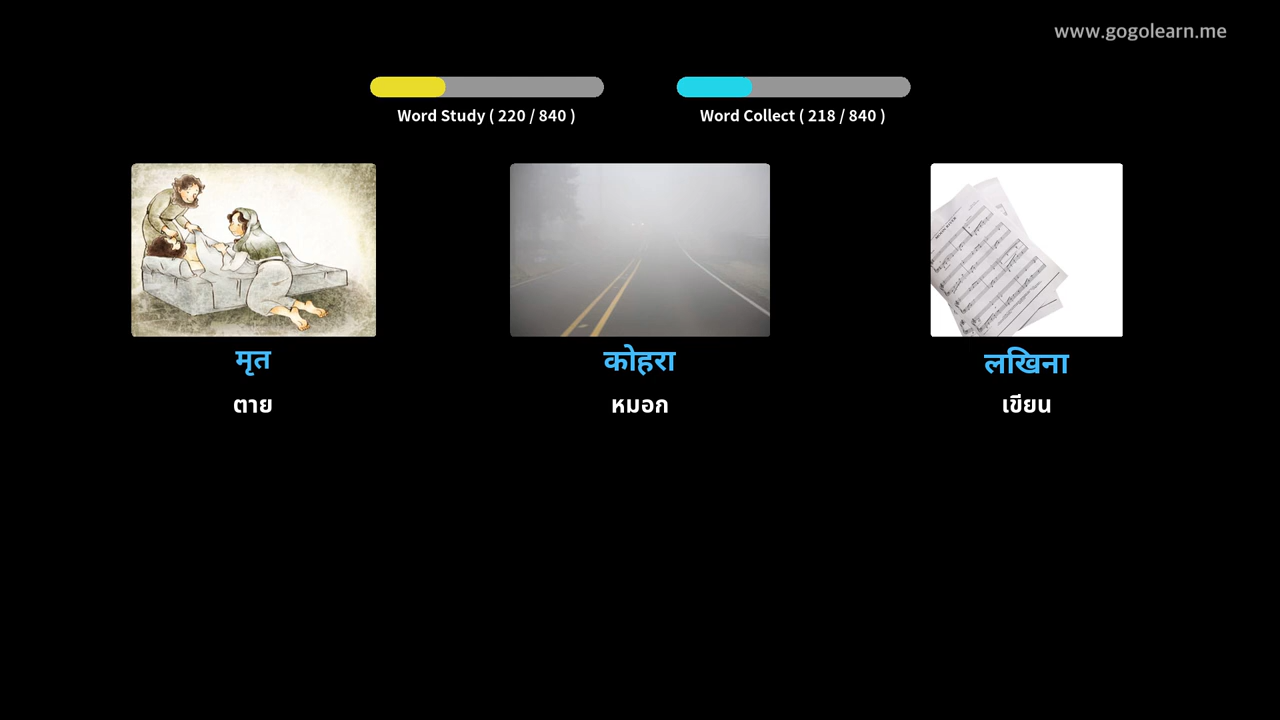 www.gogolearn.me
Word Study ( 220 / 840 )
Word Collect ( 218 / 840 )
मृत
कोहरा
लखिना
ตาย
หมอก
เขียน